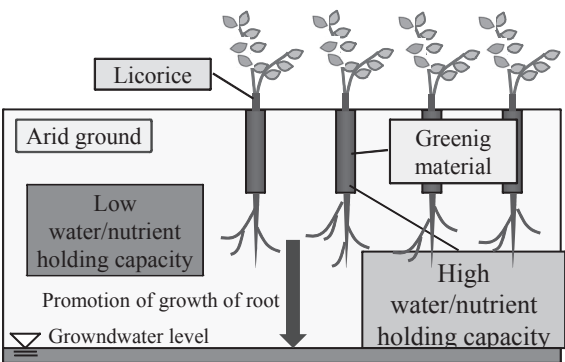 Licorice
Arid ground
Greenig
material
Low
water/nutrient
holding capacity
High
water/nutrient
holding capacity
Promotion of growth of root
Growndwater level